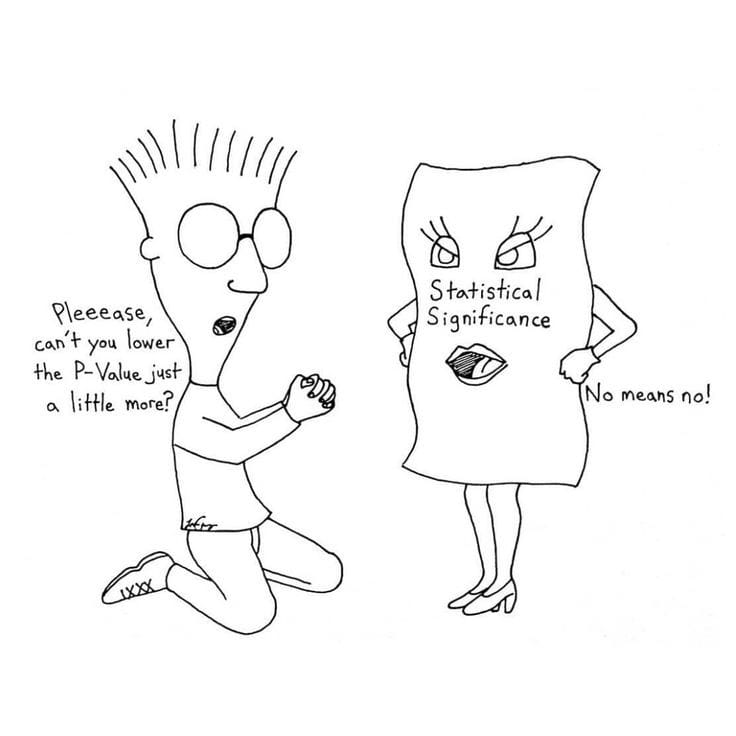 Pleeease,
can't you lower
the P-Value just
a little more?
Statistical
Significance
No means no!